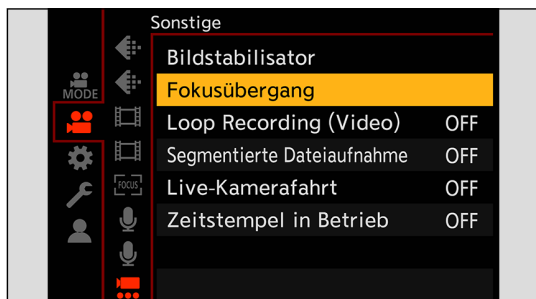 Sonstige
Bildstabilisator
MODE
Fokusübergang
Loop Recording (Video) OFF
Segmentierte Dateiaufnahme OFF
FOCUS
Live-Kamerafahrt OFF
Zeitstempel in Betrieb OFF